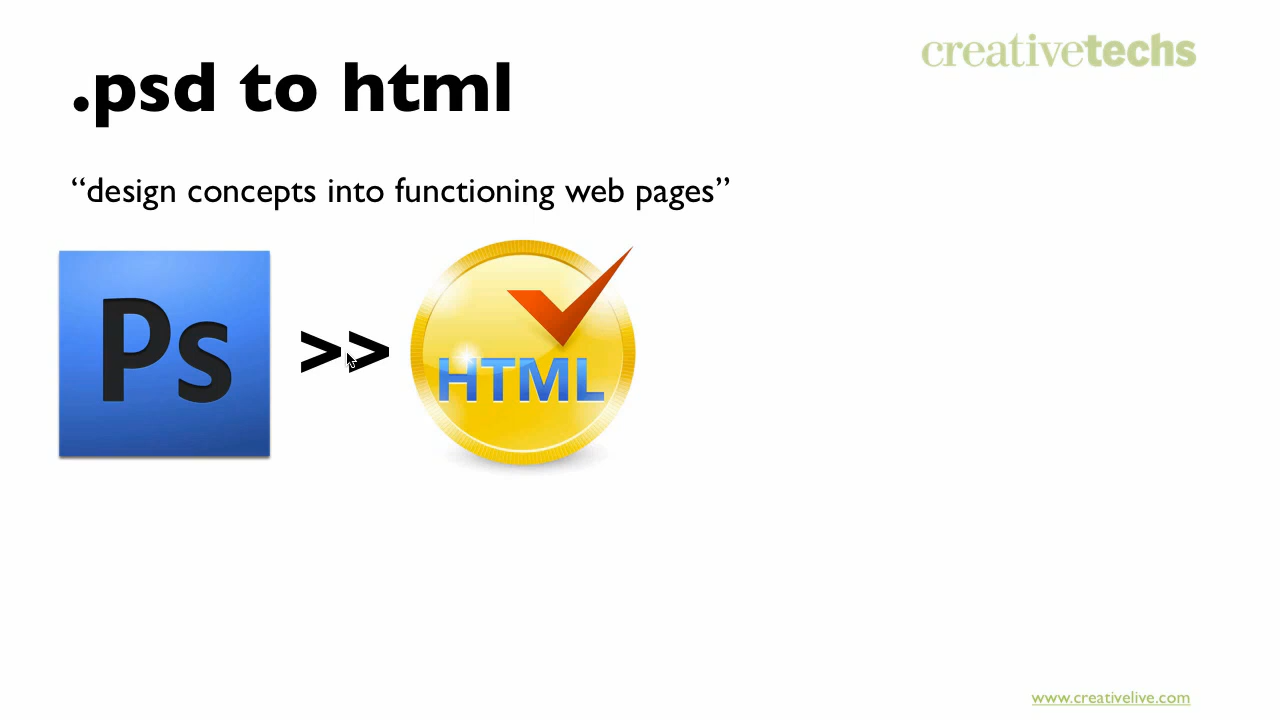 creativetechs
.psd to html
“design concepts into functioning web pages”
Ps
>>
HTML
www.creativelive.com